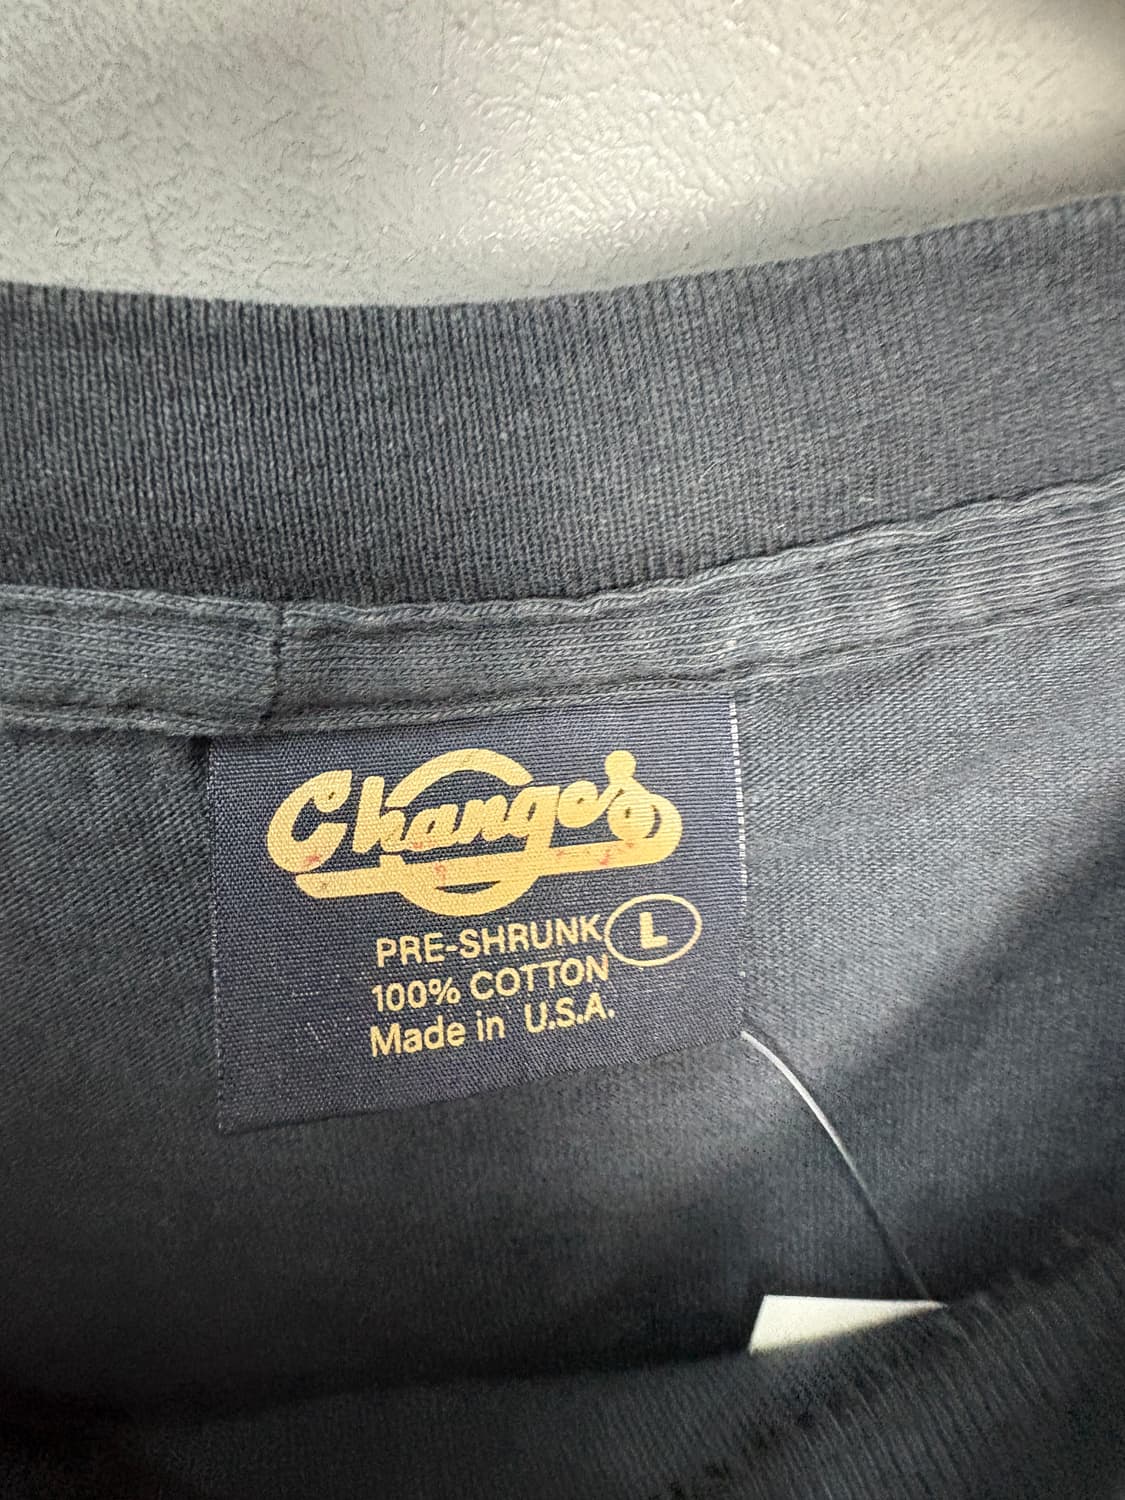 Changes
PRE-SHRUNK L
100% COTTON
Made in U.S.A.